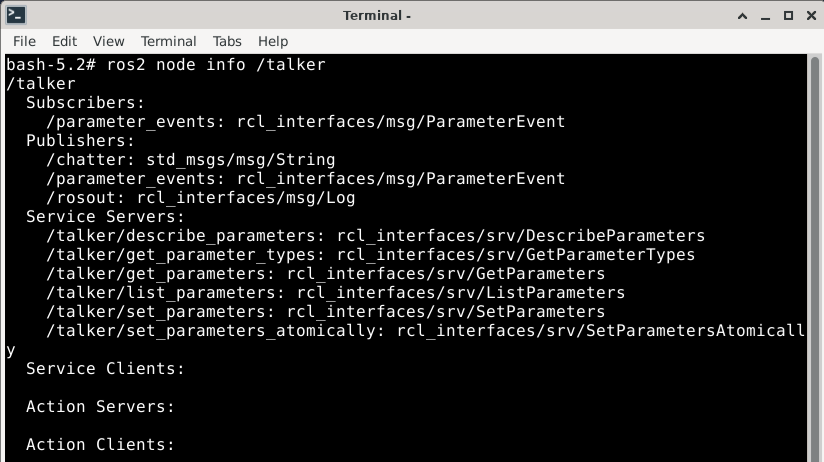 Terminal -
File Edit View Terminal Tabs Help
bash-5.2# ros2 node info /talker
/talker
  Subscribers:
    /parameter_events: rcl_interfaces/msg/ParameterEvent
  Publishers:
    /chatter: std_msgs/msg/String
    /parameter_events: rcl_interfaces/msg/ParameterEvent
    /rosout: rcl_interfaces/msg/Log
  Service Servers:
    /talker/describe_parameters: rcl_interfaces/srv/DescribeParameters
    /talker/get_parameter_types: rcl_interfaces/srv/GetParameterTypes
    /talker/get_parameters: rcl_interfaces/srv/GetParameters
    /talker/list_parameters: rcl_interfaces/srv/ListParameters
    /talker/set_parameters: rcl_interfaces/srv/SetParameters
    /talker/set_parameters_atomically: rcl_interfaces/srv/SetParametersAtomicall
y
  Service Clients:
  Action Servers:
  Action Clients: